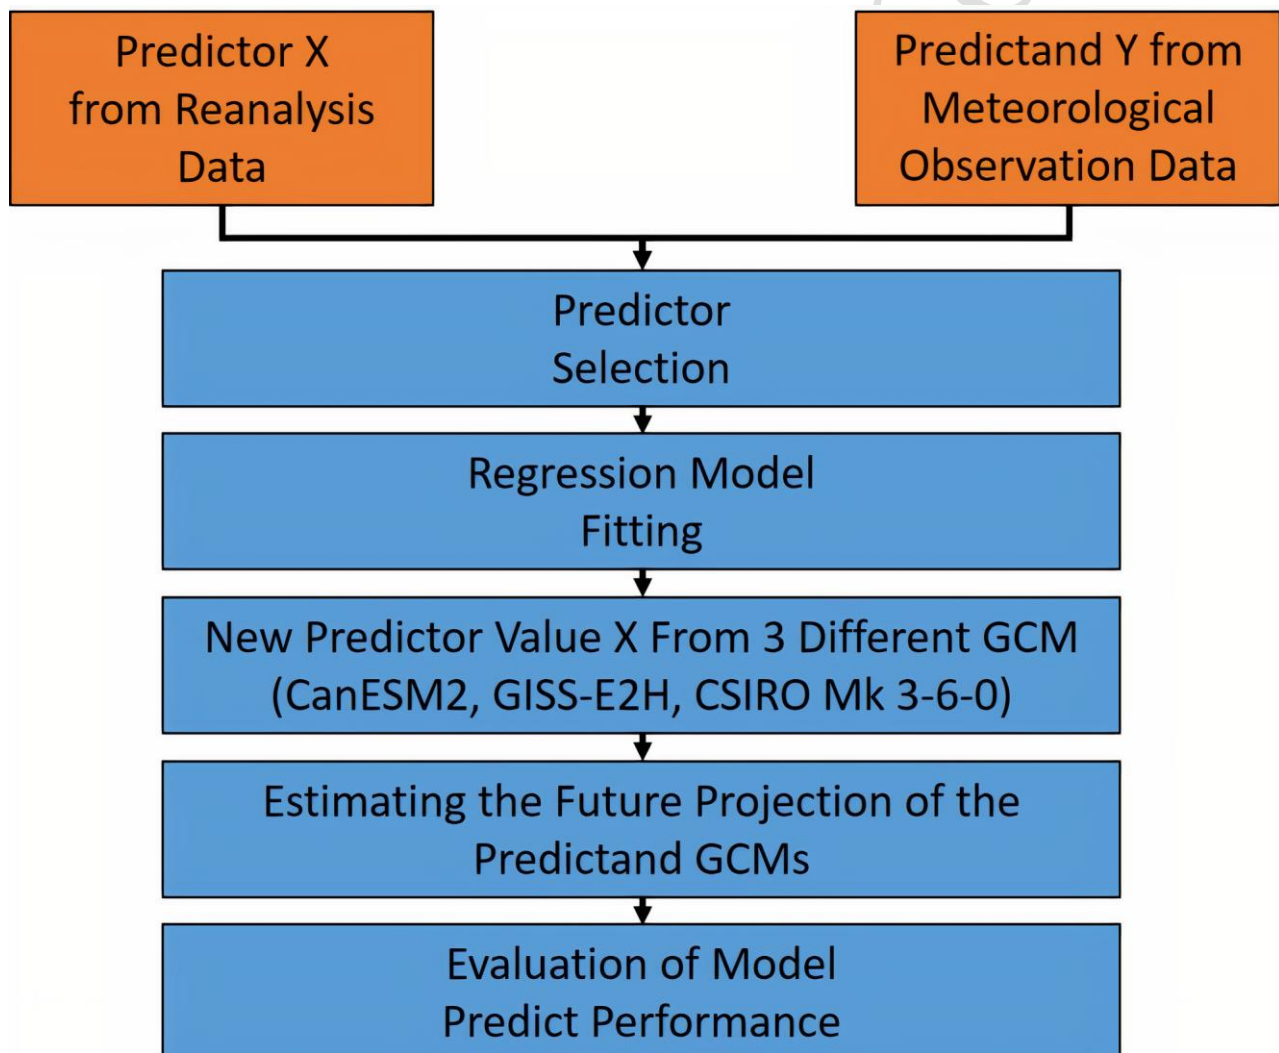 Predictor X
from Reanalysis
Data
Predictand Y from
Meteorological
Observation Data
Predictor
Selection
Regression Model
Fitting
New Predictor Value X From 3 Different GCM
(CanESM2, GISS-E2H, CSIRO Mk 3-6-0)
Estimating the Future Projection of the
Predictand GCMs
Evaluation of Model
Predict Performance